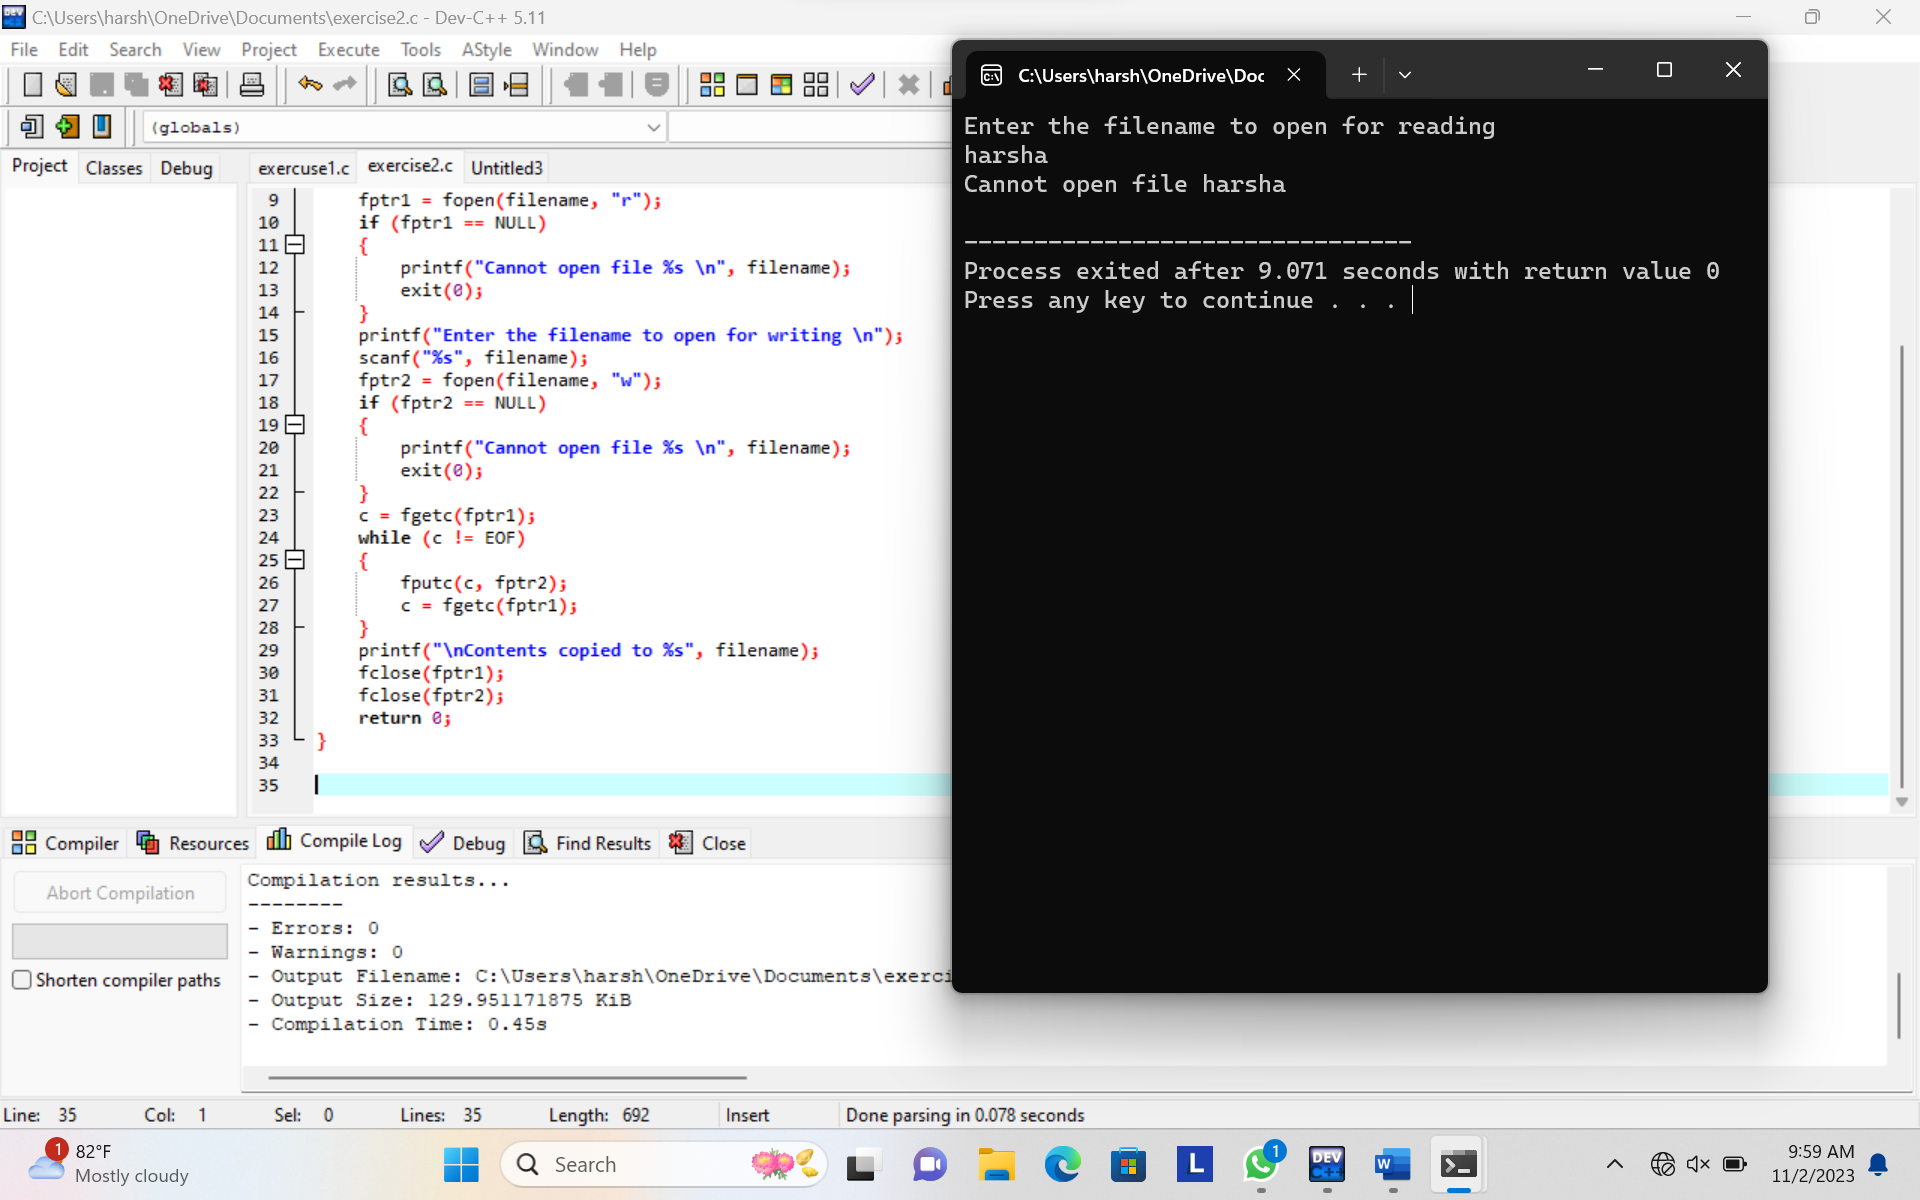 C:\Users\harsh\OneDrive\Documents\exercise2.c - Dev-C++ 5.11
File Edit Search View Project Execute Tools AStyle Window Help
(globals)
Project Classes Debug
exercuse1.c exercise2.c Untitled3
9 fptr1 = fopen(filename, "r");
10 if (fptr1 == NULL)
11 {
12 printf("Cannot open file %s \n", filename);
13 exit(0);
14 }
15 printf("Enter the filename to open for writing \n");
16 scanf("%s", filename);
17 fptr2 = fopen(filename, "w");
18 if (fptr2 == NULL)
19 {
20 printf("Cannot open file %s \n", filename);
21 exit(0);
22 }
23 c = fgetc(fptr1);
24 while (c != EOF)
25 {
26 fputc(c, fptr2);
27 c = fgetc(fptr1);
28 }
29 printf("\nContents copied to %s", filename);
30 fclose(fptr1);
31 fclose(fptr2);
32 return 0;
33 }
34
35
C:\Users\harsh\OneDrive\Doc
Enter the filename to open for reading
harsha
Cannot open file harsha
--------------------------------
Process exited after 9.071 seconds with return value 0
Press any key to continue . . .
Compiler Resources Compile Log Debug Find Results Close
Abort Compilation
Shorten compiler paths
Compilation results...
--------
- Errors: 0
- Warnings: 0
- Output Filename: C:\Users\harsh\OneDrive\Documents\exerci
- Output Size: 129.951171875 KiB
- Compilation Time: 0.45s
Line: 35 Col: 1 Sel: 0 Lines: 35 Length: 692 Insert Done parsing in 0.078 seconds
1
82°F
Mostly cloudy
Search
L
1
DEV
C++
W
9:59 AM
11/2/2023